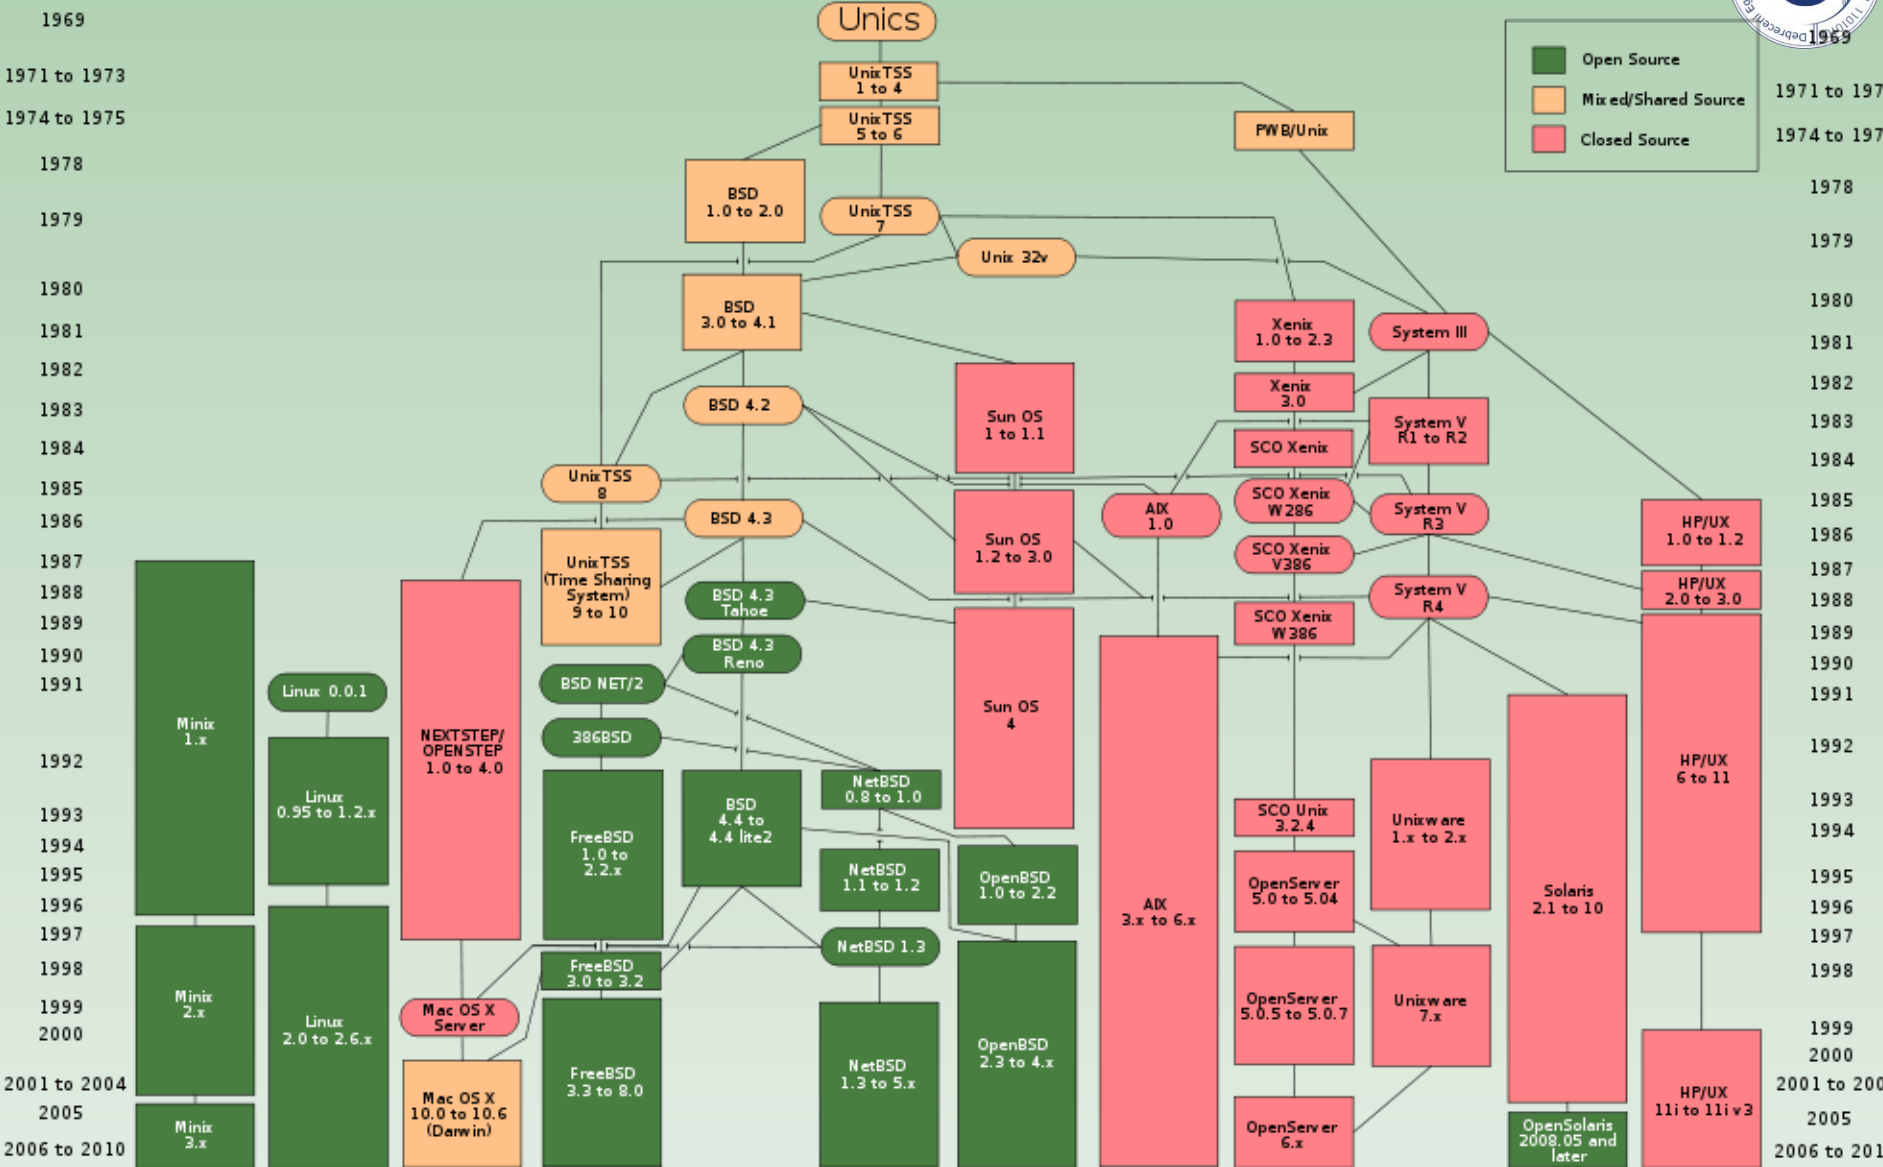 1969
Unics
1969
Debreceni Eg
Open Source
1971 to 1973
UnixTSS
1 to 4
1971 to 197
Mixed/Shared Source
1974 to 1975
UnixTSS
5 to 6
PWB/Unix
1974 to 197
Closed Source
1978
BSD
1.0 to 2.0
1978
1979
UnixTSS
7
1979
Unix 32v
1980
BSD
3.0 to 4.1
1980
1981
Xenix
1.0 to 2.3
System III
1981
1982
Xenix
3.0
1982
1983
BSD 4.2
Sun OS
1 to 1.1
System V
R1 to R2
1983
1984
SCO Xenix
1984
1985
UnixTSS
8
SCO Xenix
W286
1985
1986
BSD 4.3
AIX
1.0
System V
R3
HP/UX
1.0 to 1.2
1986
Sun OS
1.2 to 3.0
SCO Xenix
V386
1987
UnixTSS
(Time Sharing
System)
9 to 10
1987
1988
BSD 4.3
Tahoe
System V
R4
HP/UX
2.0 to 3.0
1988
1989
SCO Xenix
W386
1989
1990
BSD 4.3
Reno
1990
1991
Linux 0.0.1
BSD NET/2
1991
Minix
1.x
NEXTSTEP/
OPENSTEP
1.0 to 4.0
386BSD
Sun OS
4
1992
1992
HP/UX
6 to 11
Linux
0.95 to 1.2.x
NetBSD
0.8 to 1.0
1993
BSD
4.4 to
4.4 lite2
SCO Unix
3.2.4
1993
1994
FreeBSD
1.0 to
2.2.x
Unixware
1.x to 2.x
1994
1995
NetBSD
1.1 to 1.2
OpenBSD
1.0 to 2.2
OpenServer
5.0 to 5.04
1995
1996
AIX
3.x to 6.x
Solaris
2.1 to 10
1996
1997
NetBSD 1.3
1997
1998
FreeBSD
3.0 to 3.2
1998
Minix
2.x
Mac OS X
Server
OpenServer
5.0.5 to 5.0.7
Unixware
7.x
1999
1999
2000
Linux
2.0 to 2.6.x
OpenBSD
2.3 to 4.x
2000
2001 to 2004
FreeBSD
3.3 to 8.0
NetBSD
1.3 to 5.x
2001 to 200
2005
Mac OS X
10.0 to 10.6
(Darwin)
HP/UX
11i to 11i v3
2005
Minix
3.x
OpenServer
6.x
OpenSolaris
2008.05 and
later
2006 to 2010
2006 to 201